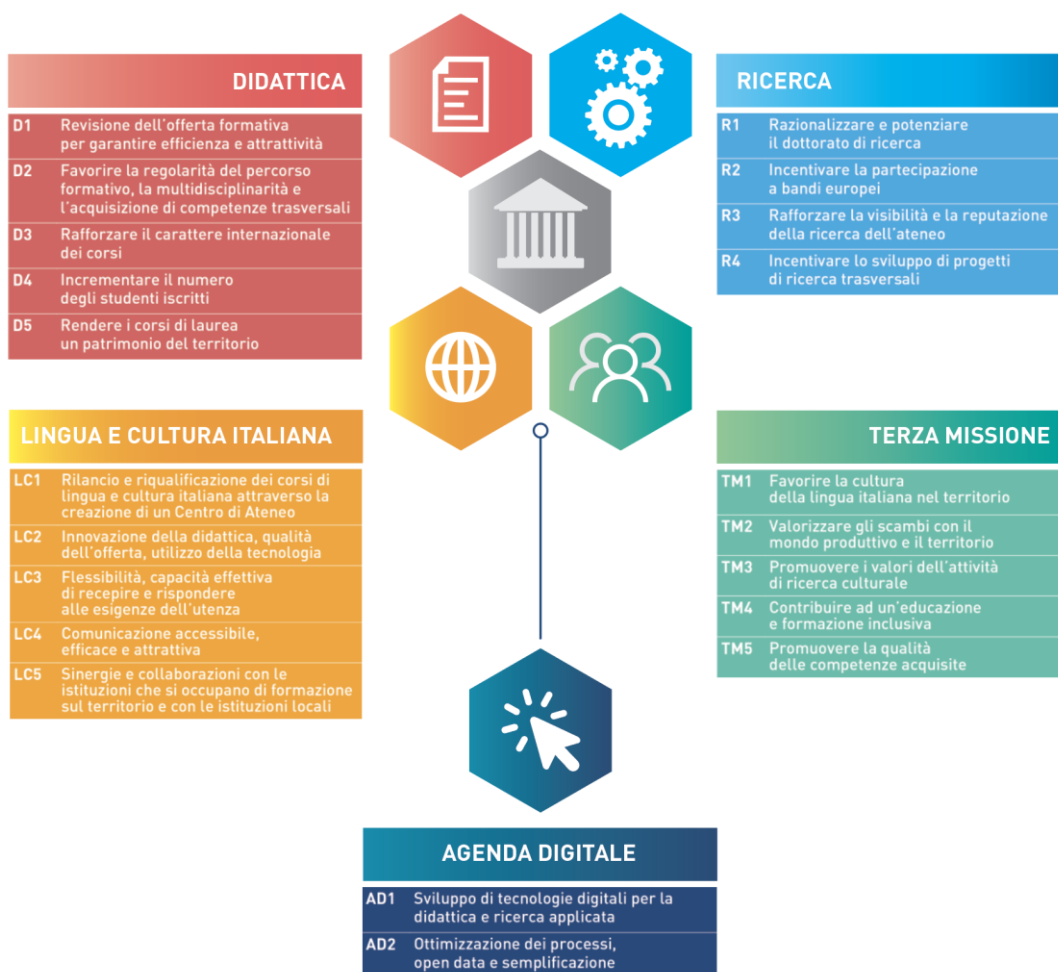 DIDATTICA
D1 Revisione dell'offerta formativa
per garantire efficienza e attrattività
D2 Favorire la regolarità del percorso
formativo, la multidisciplinarità e
l'acquisizione di competenze trasversali
D3 Rafforzare il carattere internazionale
dei corsi
D4 Incrementare il numero
degli studenti iscritti
D5 Rendere i corsi di laurea
un patrimonio del territorio
RICERCA
R1 Razionalizzare e potenziare
il dottorato di ricerca
R2 Incentivare la partecipazione
a bandi europei
R3 Rafforzare la visibilità e la reputazione
della ricerca dell'ateneo
R4 Incentivare lo sviluppo di progetti
di ricerca trasversali
LINGUA E CULTURA ITALIANA
LC1 Rilancio e riqualificazione dei corsi di
lingua e cultura italiana attraverso la
creazione di un Centro di Ateneo
LC2 Innovazione della didattica, qualità
dell'offerta, utilizzo della tecnologia
LC3 Flessibilità, capacità effettiva
di recepire e rispondere
alle esigenze dell'utenza
LC4 Comunicazione accessibile,
efficace e attrattiva
LC5 Sinergie e collaborazioni con le
istituzioni che si occupano di formazione
sul territorio e con le istituzioni locali
TERZA MISSIONE
TM1 Favorire la cultura
della lingua italiana nel territorio
TM2 Valorizzare gli scambi con il
mondo produttivo e il territorio
TM3 Promuovere i valori dell'attività
di ricerca culturale
TM4 Contribuire ad un'educazione
e formazione inclusiva
TM5 Promuovere la qualità
delle competenze acquisite
AGENDA DIGITALE
AD1 Sviluppo di tecnologie digitali per la
didattica e ricerca applicata
AD2 Ottimizzazione dei processi,
open data e semplificazione